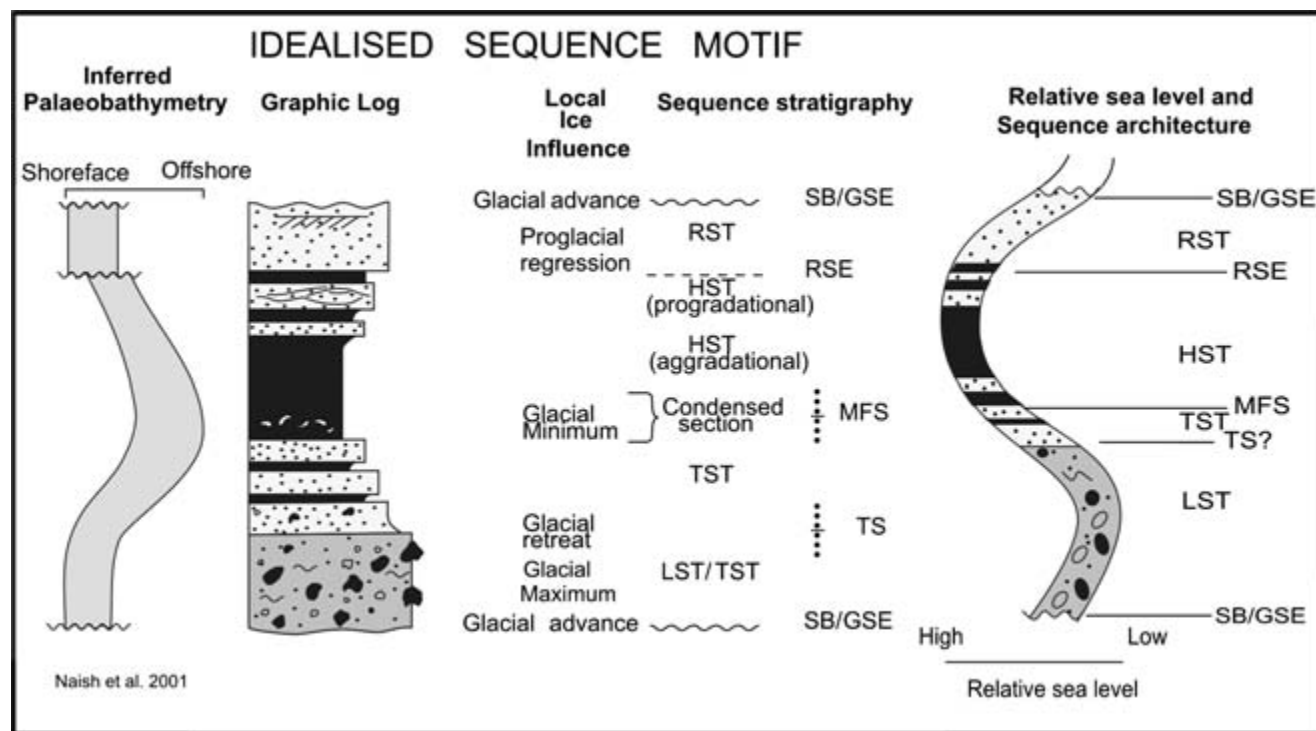 IDEALISED SEQUENCE MOTIF
Inferred
Palaeobathymetry
Graphic Log
Local
Ice
Influence
Sequence stratigraphy
Relative sea level and
Sequence architecture
Shoreface
Offshore
Glacial advance
SB/GSE
Proglacial
regression
RST
RSE
HST
(progradational)
HST
(aggradational)
Glacial
Minimum
Condensed
section
MFS
TST
Glacial
retreat
TS
Glacial
Maximum
LST/TST
Glacial advance
SB/GSE
SB/GSE
RST
RSE
HST
MFS
TST
TS?
LST
SB/GSE
High
Low
Relative sea level
Naish et al. 2001